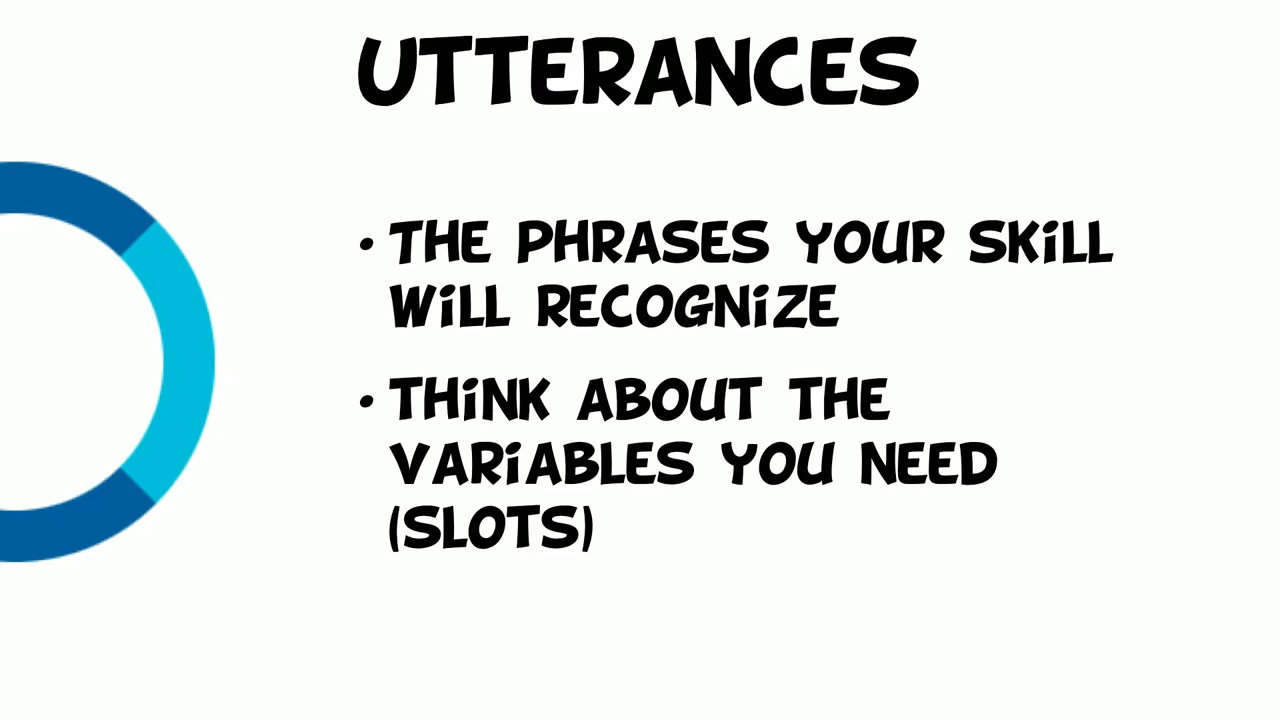 UTTERANCES
• THE PHRASES YOUR SKiLL
WiLL RECOGNiZE
• THiNK ABOUT THE
VARiABLES YOU NEED
(SLOTS)